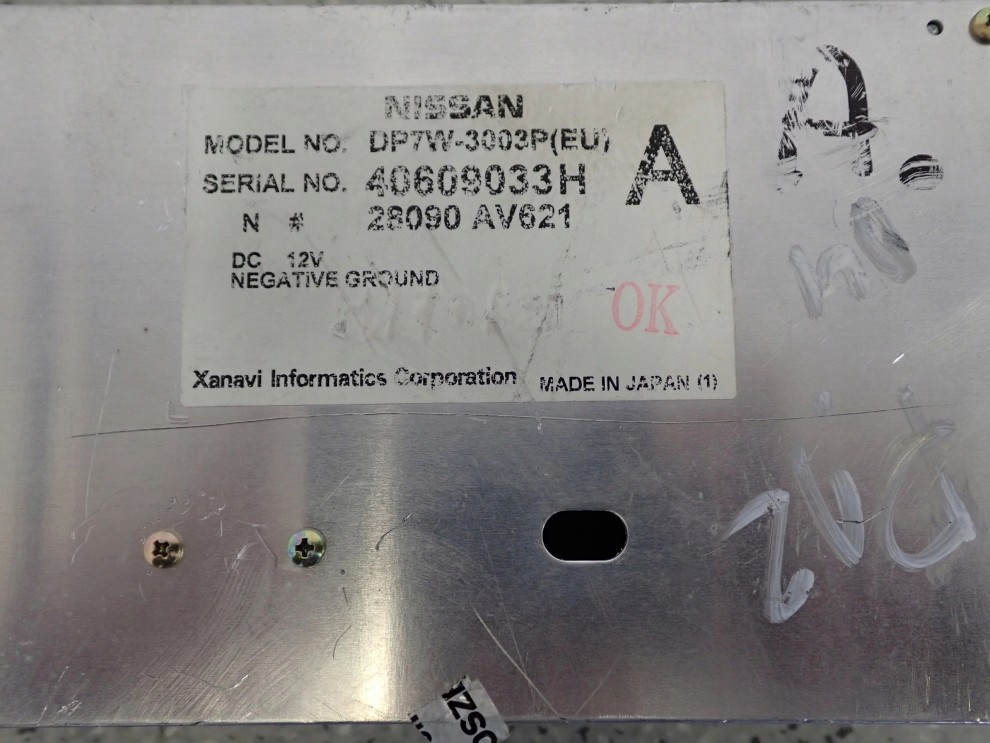 NISSAN
MODEL NO. DP7W-3003P(EU)
SERIAL NO. 40609033H
A
N # 28090 AV621
DC 12V
NEGATIVE GROUND
OK
Xanavi Informatics Corporation MADE IN JAPAN (1)
A.